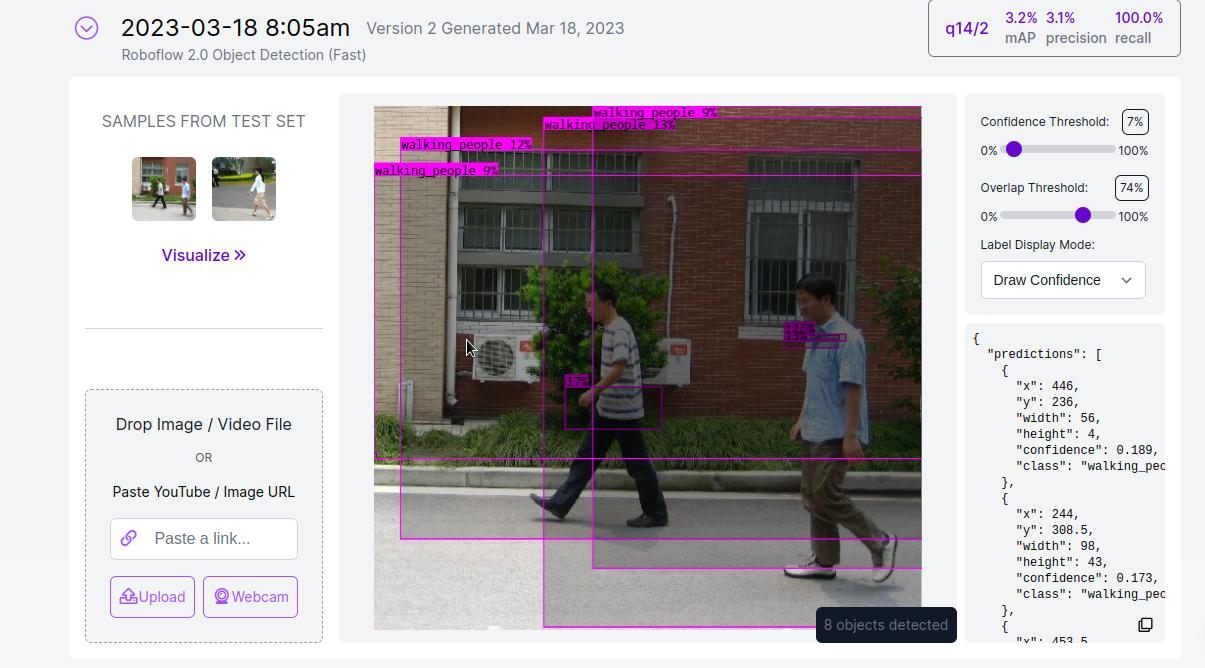 2023-03-18 8:05am Version 2 Generated Mar 18, 2023
Roboflow 2.0 Object Detection (Fast)
q14/2
3.2% 3.1% 100.0%
mAP precision recall
SAMPLES FROM TEST SET
Visualize
Drop Image / Video File
OR
Paste YouTube / Image URL
Paste a link...
Upload Webcam
walking_people 9%
walking_people 13%
walking_people 12%
walking_people 9%
13%
17%
8 objects detected
Confidence Threshold: 7%
0% 100%
Overlap Threshold: 74%
0% 100%
Label Display Mode:
Draw Confidence
{
"predictions": [
{
"x": 446,
"y": 236,
"width": 56,
"height": 4,
"confidence": 0.189,
"class": "walking_peo
},
{
"x": 244,
"y": 308.5,
"width": 98,
"height": 43,
"confidence": 0.173,
"class": "walking_peo
},
{
"x": 453.5